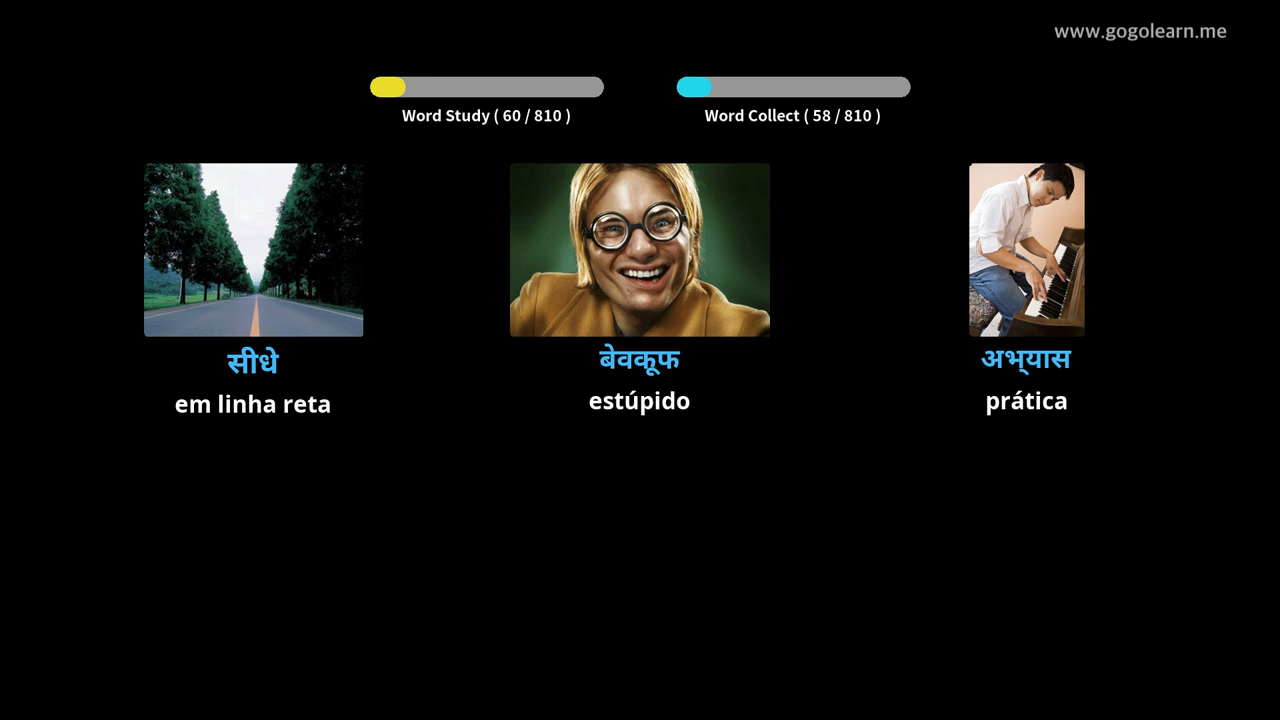 www.gogolearn.me
Word Study ( 60 / 810 )
Word Collect ( 58 / 810 )
सीधे
बेवकूफ
अभ्यास
em linha reta
estúpido
prática